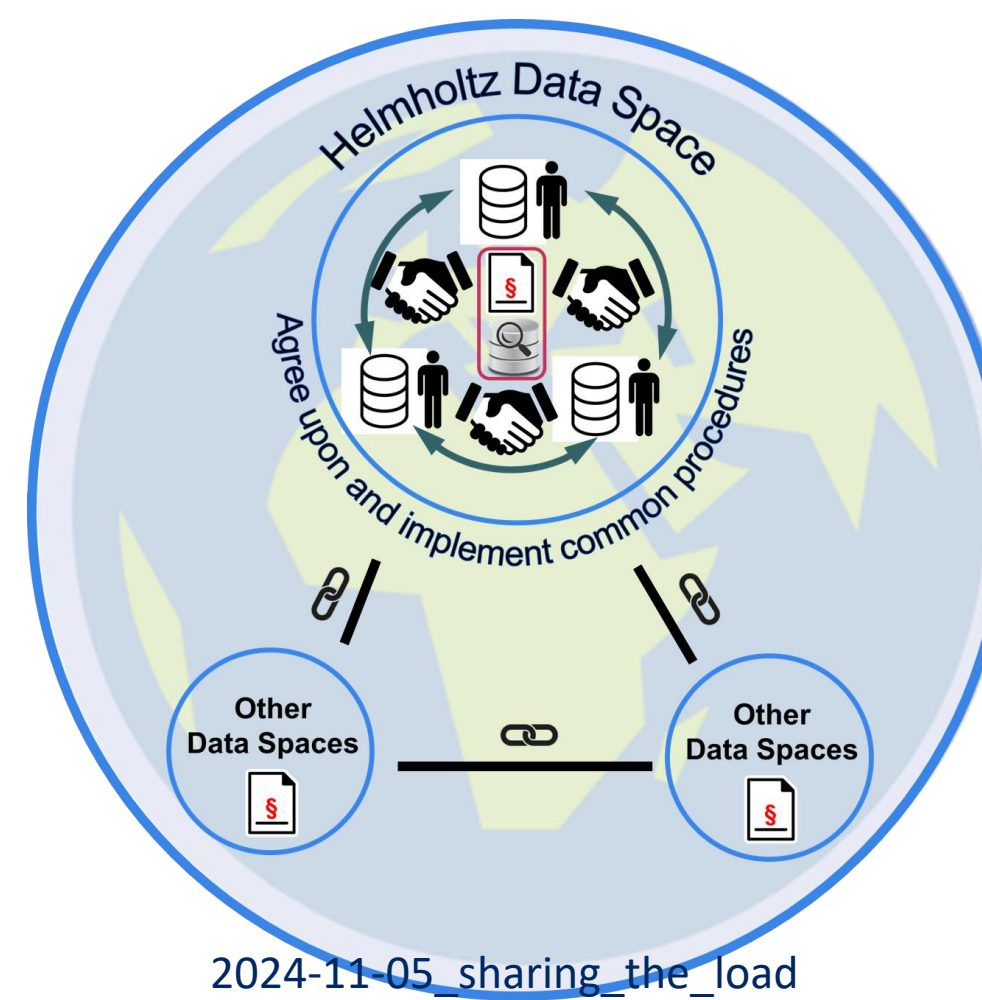 Helmholtz Data Space
§
Agree upon and implement common procedures
Other
Data Spaces
§
Other
Data Spaces
§
2024-11-05_sharing_the_load